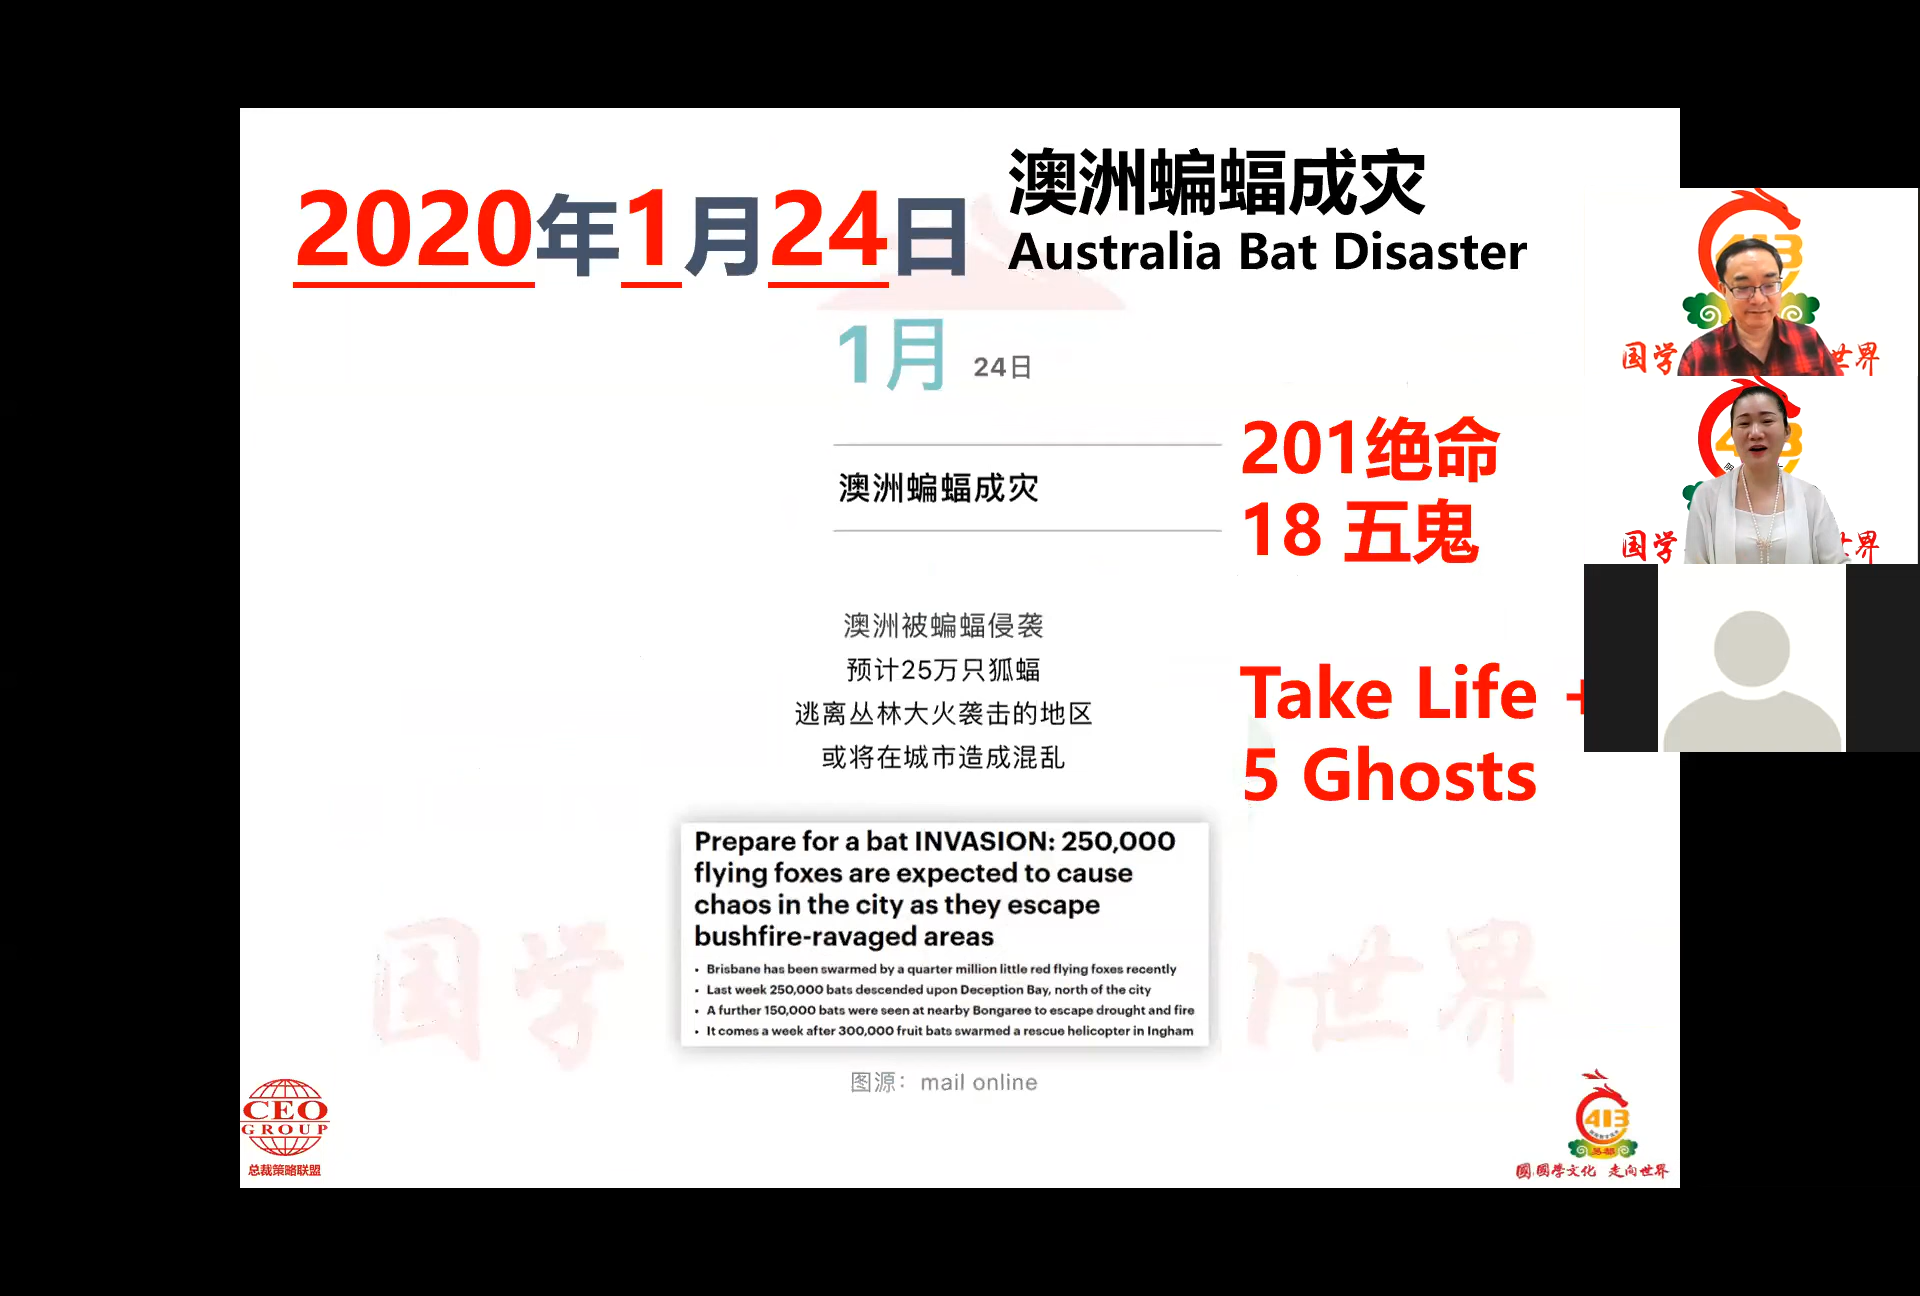 2020年1月24日
澳洲蝙蝠成灾
Australia Bat Disaster
1月 24日
澳洲蝙蝠成灾
201绝命
18 五鬼
澳洲被蝙蝠侵袭
预计25万只狐蝠
逃离丛林大火袭击的地区
或将在城市造成混乱
Take Life +
5 Ghosts
Prepare for a bat INVASION: 250,000
flying foxes are expected to cause
chaos in the city as they escape
bushfire-ravaged areas
• Brisbane has been swarmed by a quarter million little red flying foxes recently
• Last week 250,000 bats descended upon Deception Bay, north of the city
• A further 150,000 bats were seen at nearby Bongaree to escape drought and fire
• It comes a week after 300,000 fruit bats swarmed a rescue helicopter in Ingham
图源：mail online
国学 世界
CEO
GROUP
总裁策略联盟
413
易都
國学文化 走向世界
413
国学 世界
国学 界